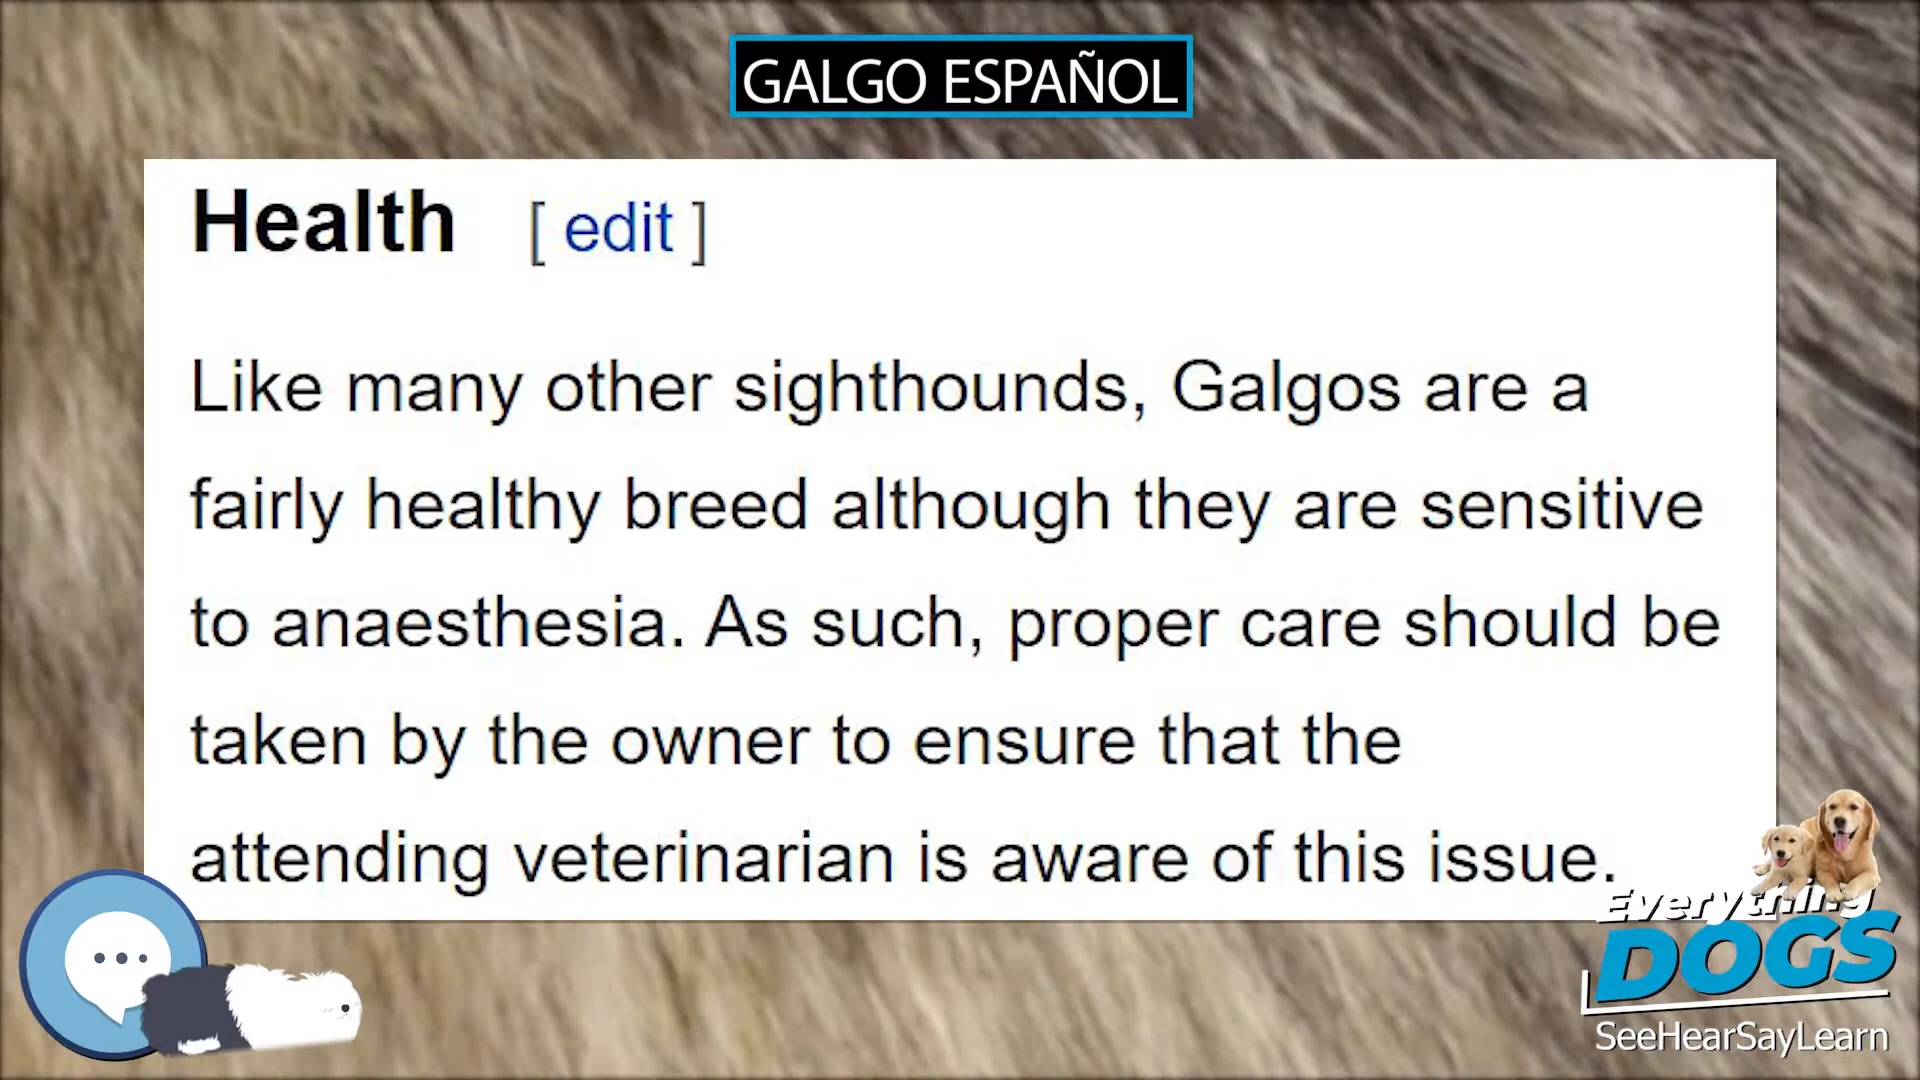 GALGO ESPAÑOL
Health [ edit ]
Like many other sighthounds, Galgos are a
fairly healthy breed although they are sensitive
to anaesthesia. As such, proper care should be
taken by the owner to ensure that the
attending veterinarian is aware of this issue.
Everything
DOGS
SeeHearSayLearn